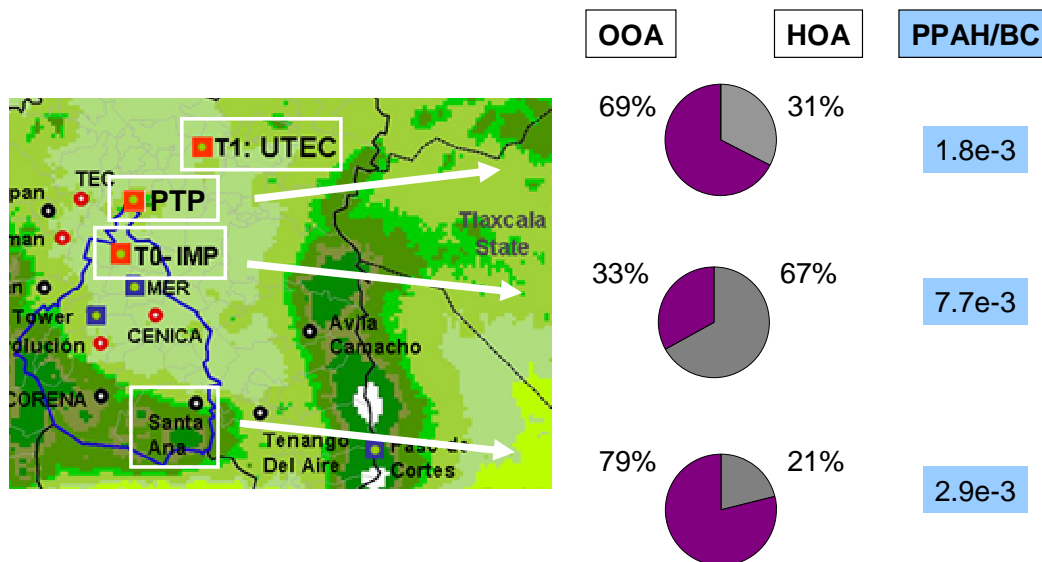 OOA HOA PPAH/BC
69% 31%
1.8e-3
T1: UTEC
TEC
pan
PTP
Tlaxcala
State
man
T0-IMP
33% 67%
7.7e-3
an
MER
Tower
CENICA
olución
Avila
Camacho
CORENA
Santa
Ana
Tenango
Del Aire
Paso de
Cortes
79% 21%
2.9e-3